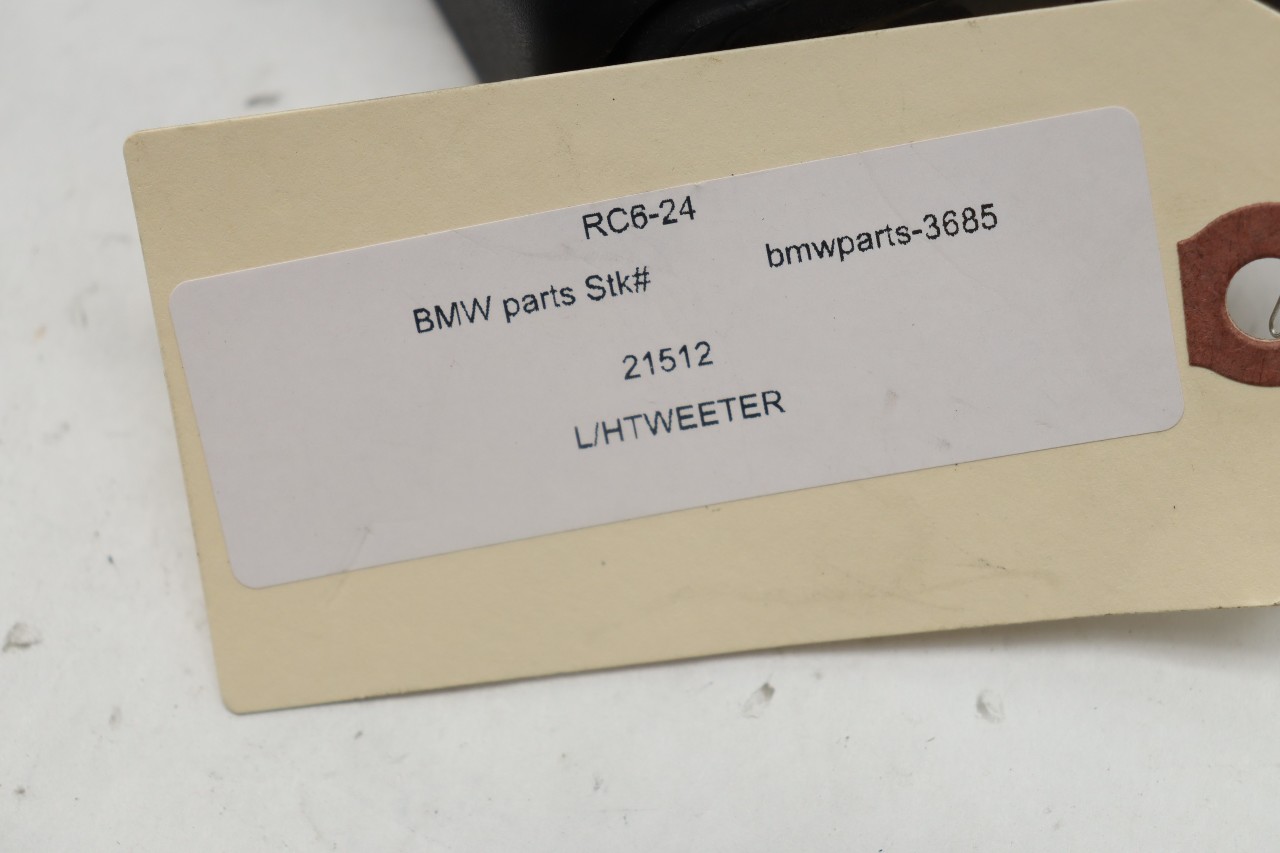 RC6-24
BMW parts Stk# bmwparts-3685
21512
L/HTWEETER